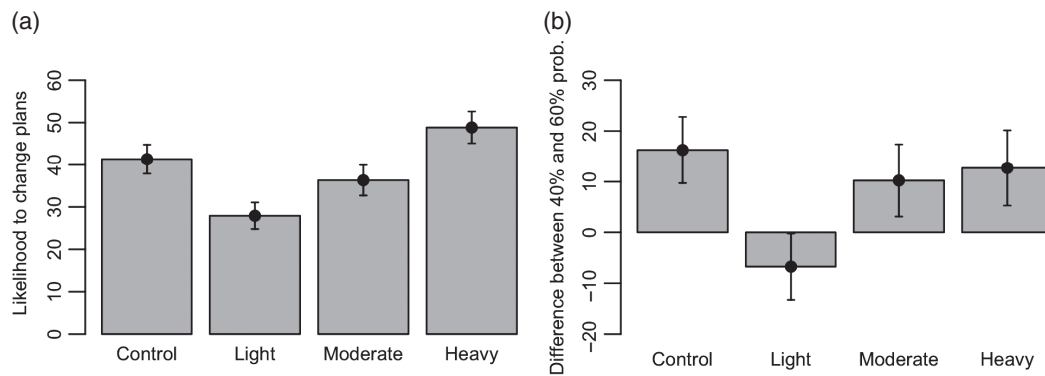 (a)
Likelihood to change plans
60
50
40
30
20
10
0
Control Light Moderate Heavy
(b)
Difference between 40% and 60% prob.
30
20
10
0
−10
−20
Control Light Moderate Heavy